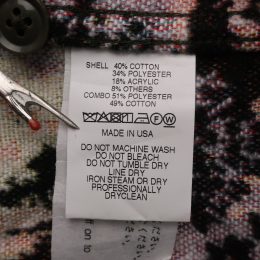 SHELL 40% COTTON
34% POLYESTER
18% ACRYLIC
8% OTHERS
COMBO 51% POLYESTER
49% COTTON
MADE IN USA
DO NOT MACHINE WASH
DO NOT BLEACH
DO NOT TUMBLE DRY
LINE DRY
IRON STEAM OR DRY
PROFESSIONALLY
DRYCLEAN